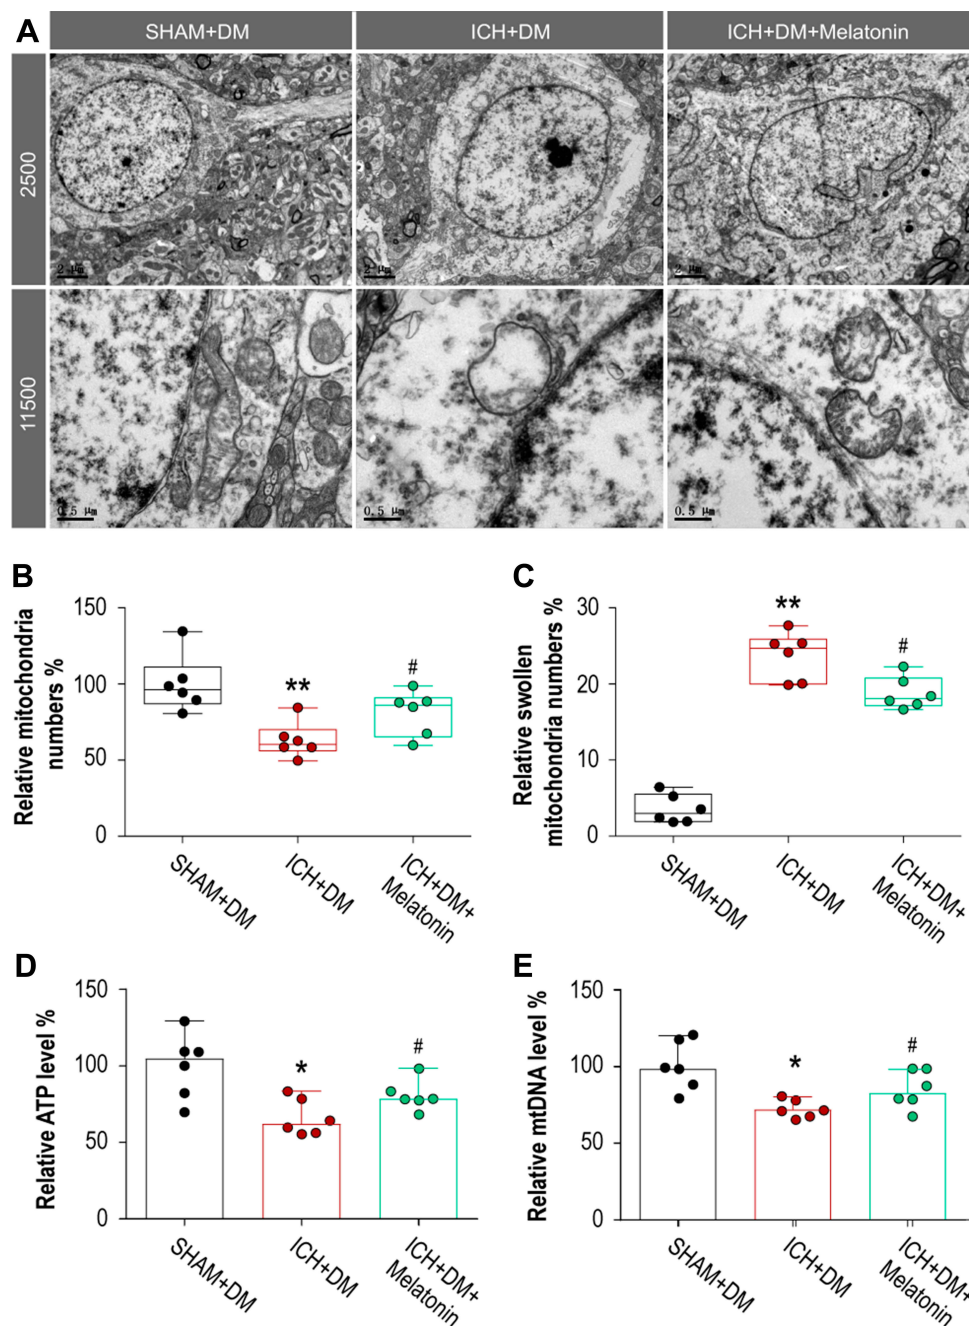 A
SHAM+DM
ICH+DM
ICH+DM+Melatonin
2500
2 μm
2 μm
2 μm
11500
0.5 μm
0.5 μm
0.5 μm
B
Relative mitochondria
numbers %
150
100
50
0
**
#
SHAM+DM
ICH+DM
ICH+DM+
Melatonin
C
Relative swollen
mitochondria numbers %
30
20
10
0
**
#
SHAM+DM
ICH+DM
ICH+DM+
Melatonin
D
Relative ATP level %
150
100
50
0
*
#
SHAM+DM
ICH+DM
ICH+DM+
Melatonin
E
Relative mtDNA level %
150
100
50
0
*
#
SHAM+DM
ICH+DM
ICH+DM+
Melatonin